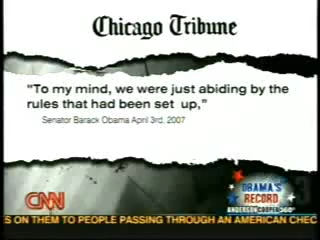 Chicago Tribune
"To my mind, we were just abiding by the
rules that had been set up,"
Senator Barack Obama April 3rd, 2007
CNN
OBAMA'S
RECORD
ANDERSON COOPER 360°
S ON THEM TO PEOPLE PASSING THROUGH AN AMERICAN CHEC